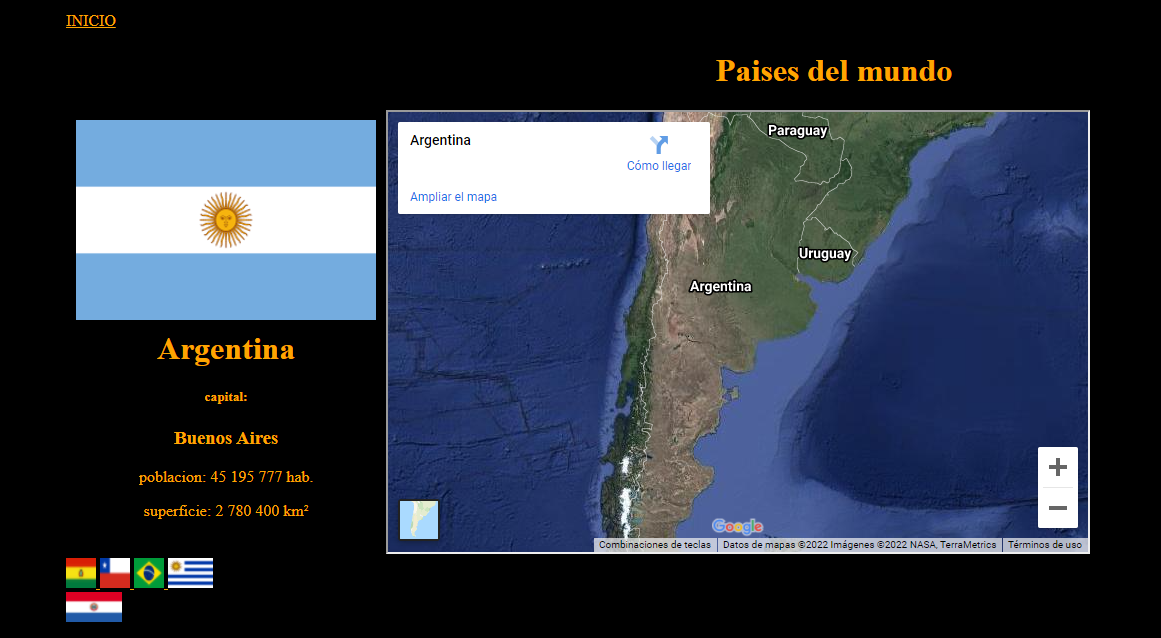 INICIO
Paises del mundo
Argentina
Cómo llegar
Ampliar el mapa
Paraguay
Uruguay
Argentina
Google
Combinaciones de teclas
Datos de mapas ©2022 Imágenes ©2022 NASA, TerraMetrics
Términos de uso
Argentina
capital:
Buenos Aires
poblacion: 45 195 777 hab.
superficie: 2 780 400 km²